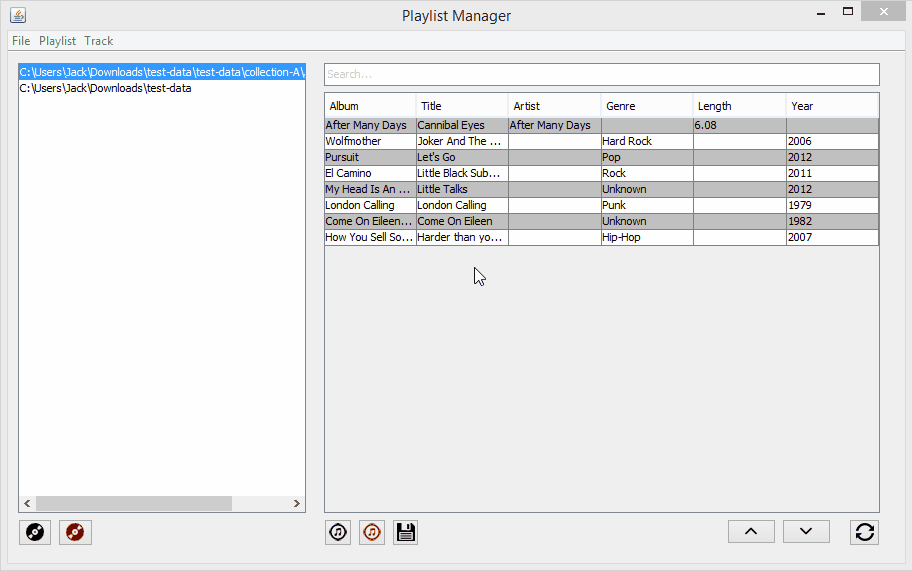 Playlist Manager
File Playlist Track
C:\Users\Jack\Downloads\test-data\test-data\collection-A\
C:\Users\Jack\Downloads\test-data
Search...
Album Title Artist Genre Length Year
After Many Days Cannibal Eyes After Many Days 6.08
Wolfmother Joker And The ... Hard Rock 2006
Pursuit Let's Go Pop 2012
El Camino Little Black Sub... Rock 2011
My Head Is An ... Little Talks Unknown 2012
London Calling London Calling Punk 1979
Come On Eileen... Come On Eileen Unknown 1982
How You Sell So... Harder than yo... Hip-Hop 2007